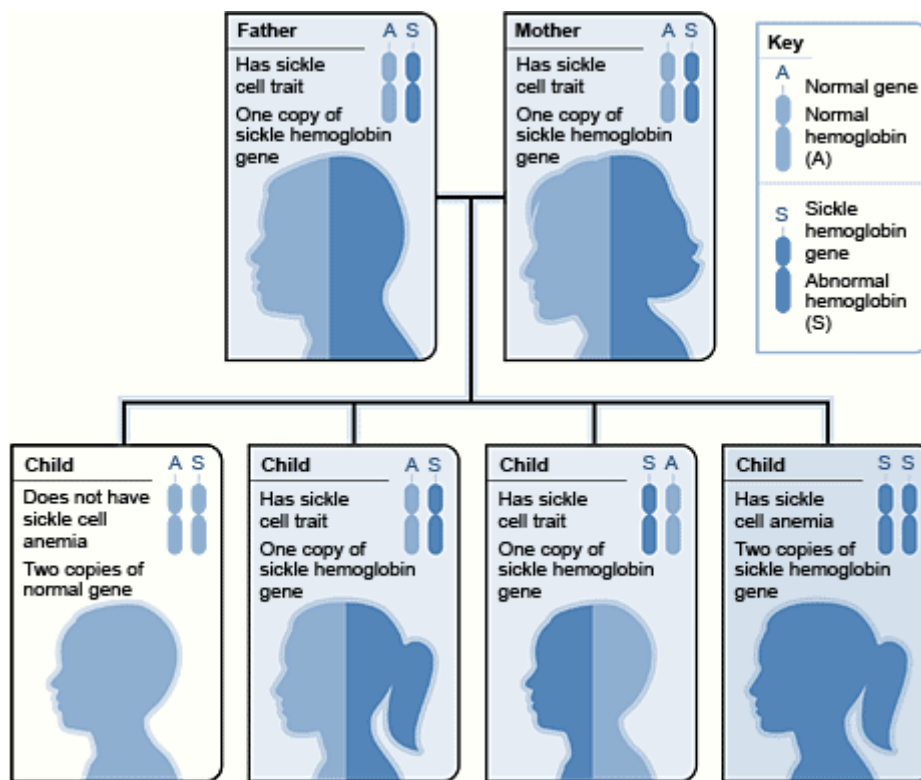 Father
A S
Has sickle
cell trait
One copy of
sickle hemoglobin
gene
Mother
A S
Has sickle
cell trait
One copy of
sickle hemoglobin
gene
Key
A
Normal gene
Normal
hemoglobin
(A)
S
Sickle
hemoglobin
gene
Abnormal
hemoglobin
(S)
Child
A S
Does not have
sickle cell
anemia
Two copies of
normal gene
Child
A S
Has sickle
cell trait
One copy of
sickle hemoglobin
gene
Child
S A
Has sickle
cell trait
One copy of
sickle hemoglobin
gene
Child
S S
Has sickle
cell anemia
Two copies of
sickle hemoglobin
gene